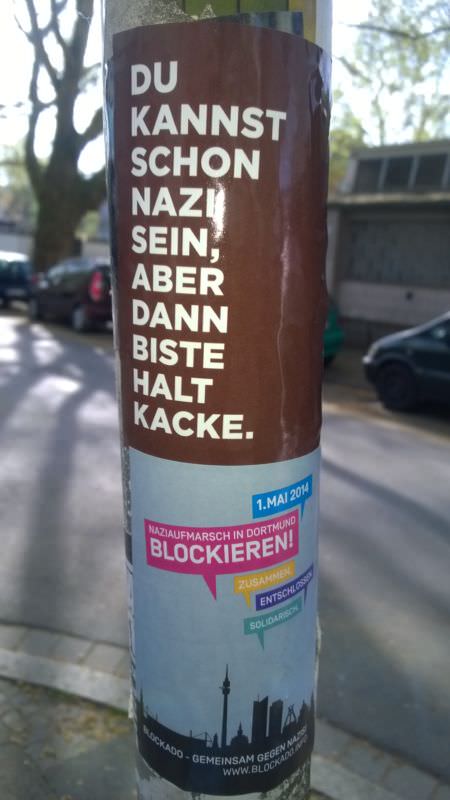 DU
KANNST
SCHON
NAZI
SEIN,
ABER
DANN
BISTE
HALT
KACKE.
1.MAI 2014
NAZIAUFMARSCH IN DORTMUND
BLOCKIEREN!
ZUSAMMEN.
ENTSCHLOSSEN.
SOLIDARISCH.
BLOCKADO - GEMEINSAM GEGEN NAZIS!
WWW.BLOCKADO.INFO